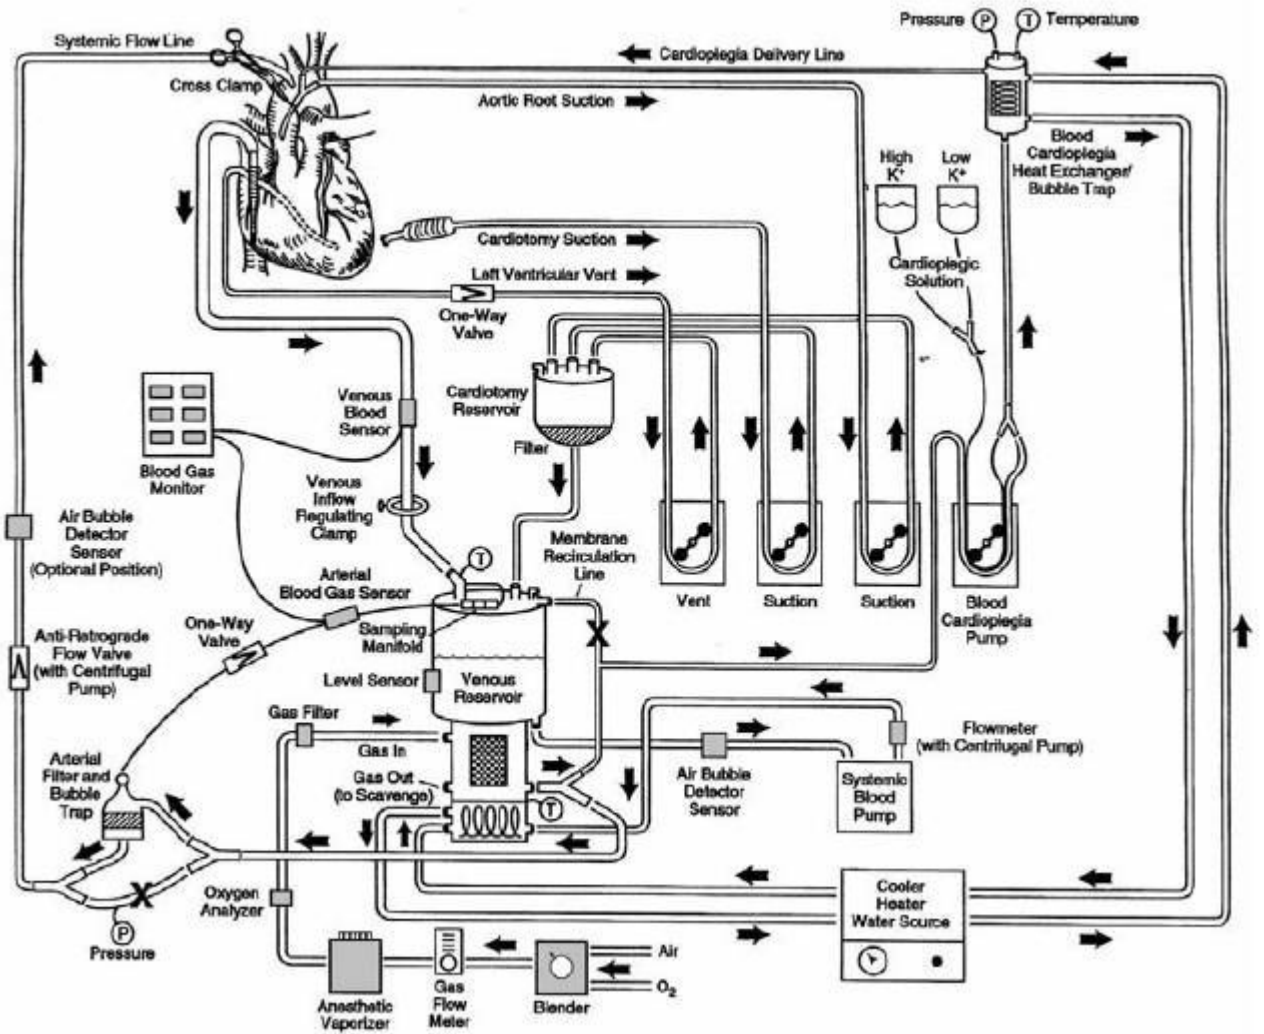 Pressure P T Temperature
Systemic Flow Line
Cardioplegia Delivery Line
Cross Clamp
Aortic Root Suction
Blood
Cardioplegia
Heat Exchanger/
Bubble Trap
High
K+
Low
K+
Cardiotomy Suction
Cardioplegic
Solution
Left Ventricular Vent
One-Way
Valve
Venous
Blood
Sensor
Cardiotomy
Reservoir
Filter
Blood Gas
Monitor
Venous
Inflow
Regulating
Clamp
Air Bubble
Detector
Sensor
(Optional Position)
T
Membrane
Recirculation
Line
Arterial
Blood Gas Sensor
Vent
Suction
Suction
Blood
Cardioplegia
Pump
One-Way
Valve
Sampling
Manifold
X
Anti-Retrograde
Flow Valve
(with Centrifugal
Pump)
Level Sensor
Venous
Reservoir
Gas Filter
Gas In
Flowmeter
(with Centrifugal Pump)
Arterial
Filter and
Bubble
Trap
Gas Out
(to Scavenge)
T
Air Bubble
Detector
Sensor
Systemic
Blood
Pump
X
Oxygen
Analyzer
Cooler
Heater
Water Source
P
Pressure
Air
O2
Anesthetic
Vaporizer
Gas
Flow
Meter
Blender